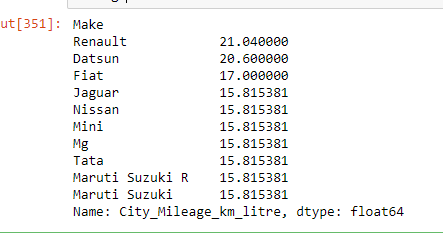 ut[351]: Make
Renault 21.040000
Datsun 20.600000
Fiat 17.000000
Jaguar 15.815381
Nissan 15.815381
Mini 15.815381
Mg 15.815381
Tata 15.815381
Maruti Suzuki R 15.815381
Maruti Suzuki 15.815381
Name: City_Mileage_km_litre, dtype: float64